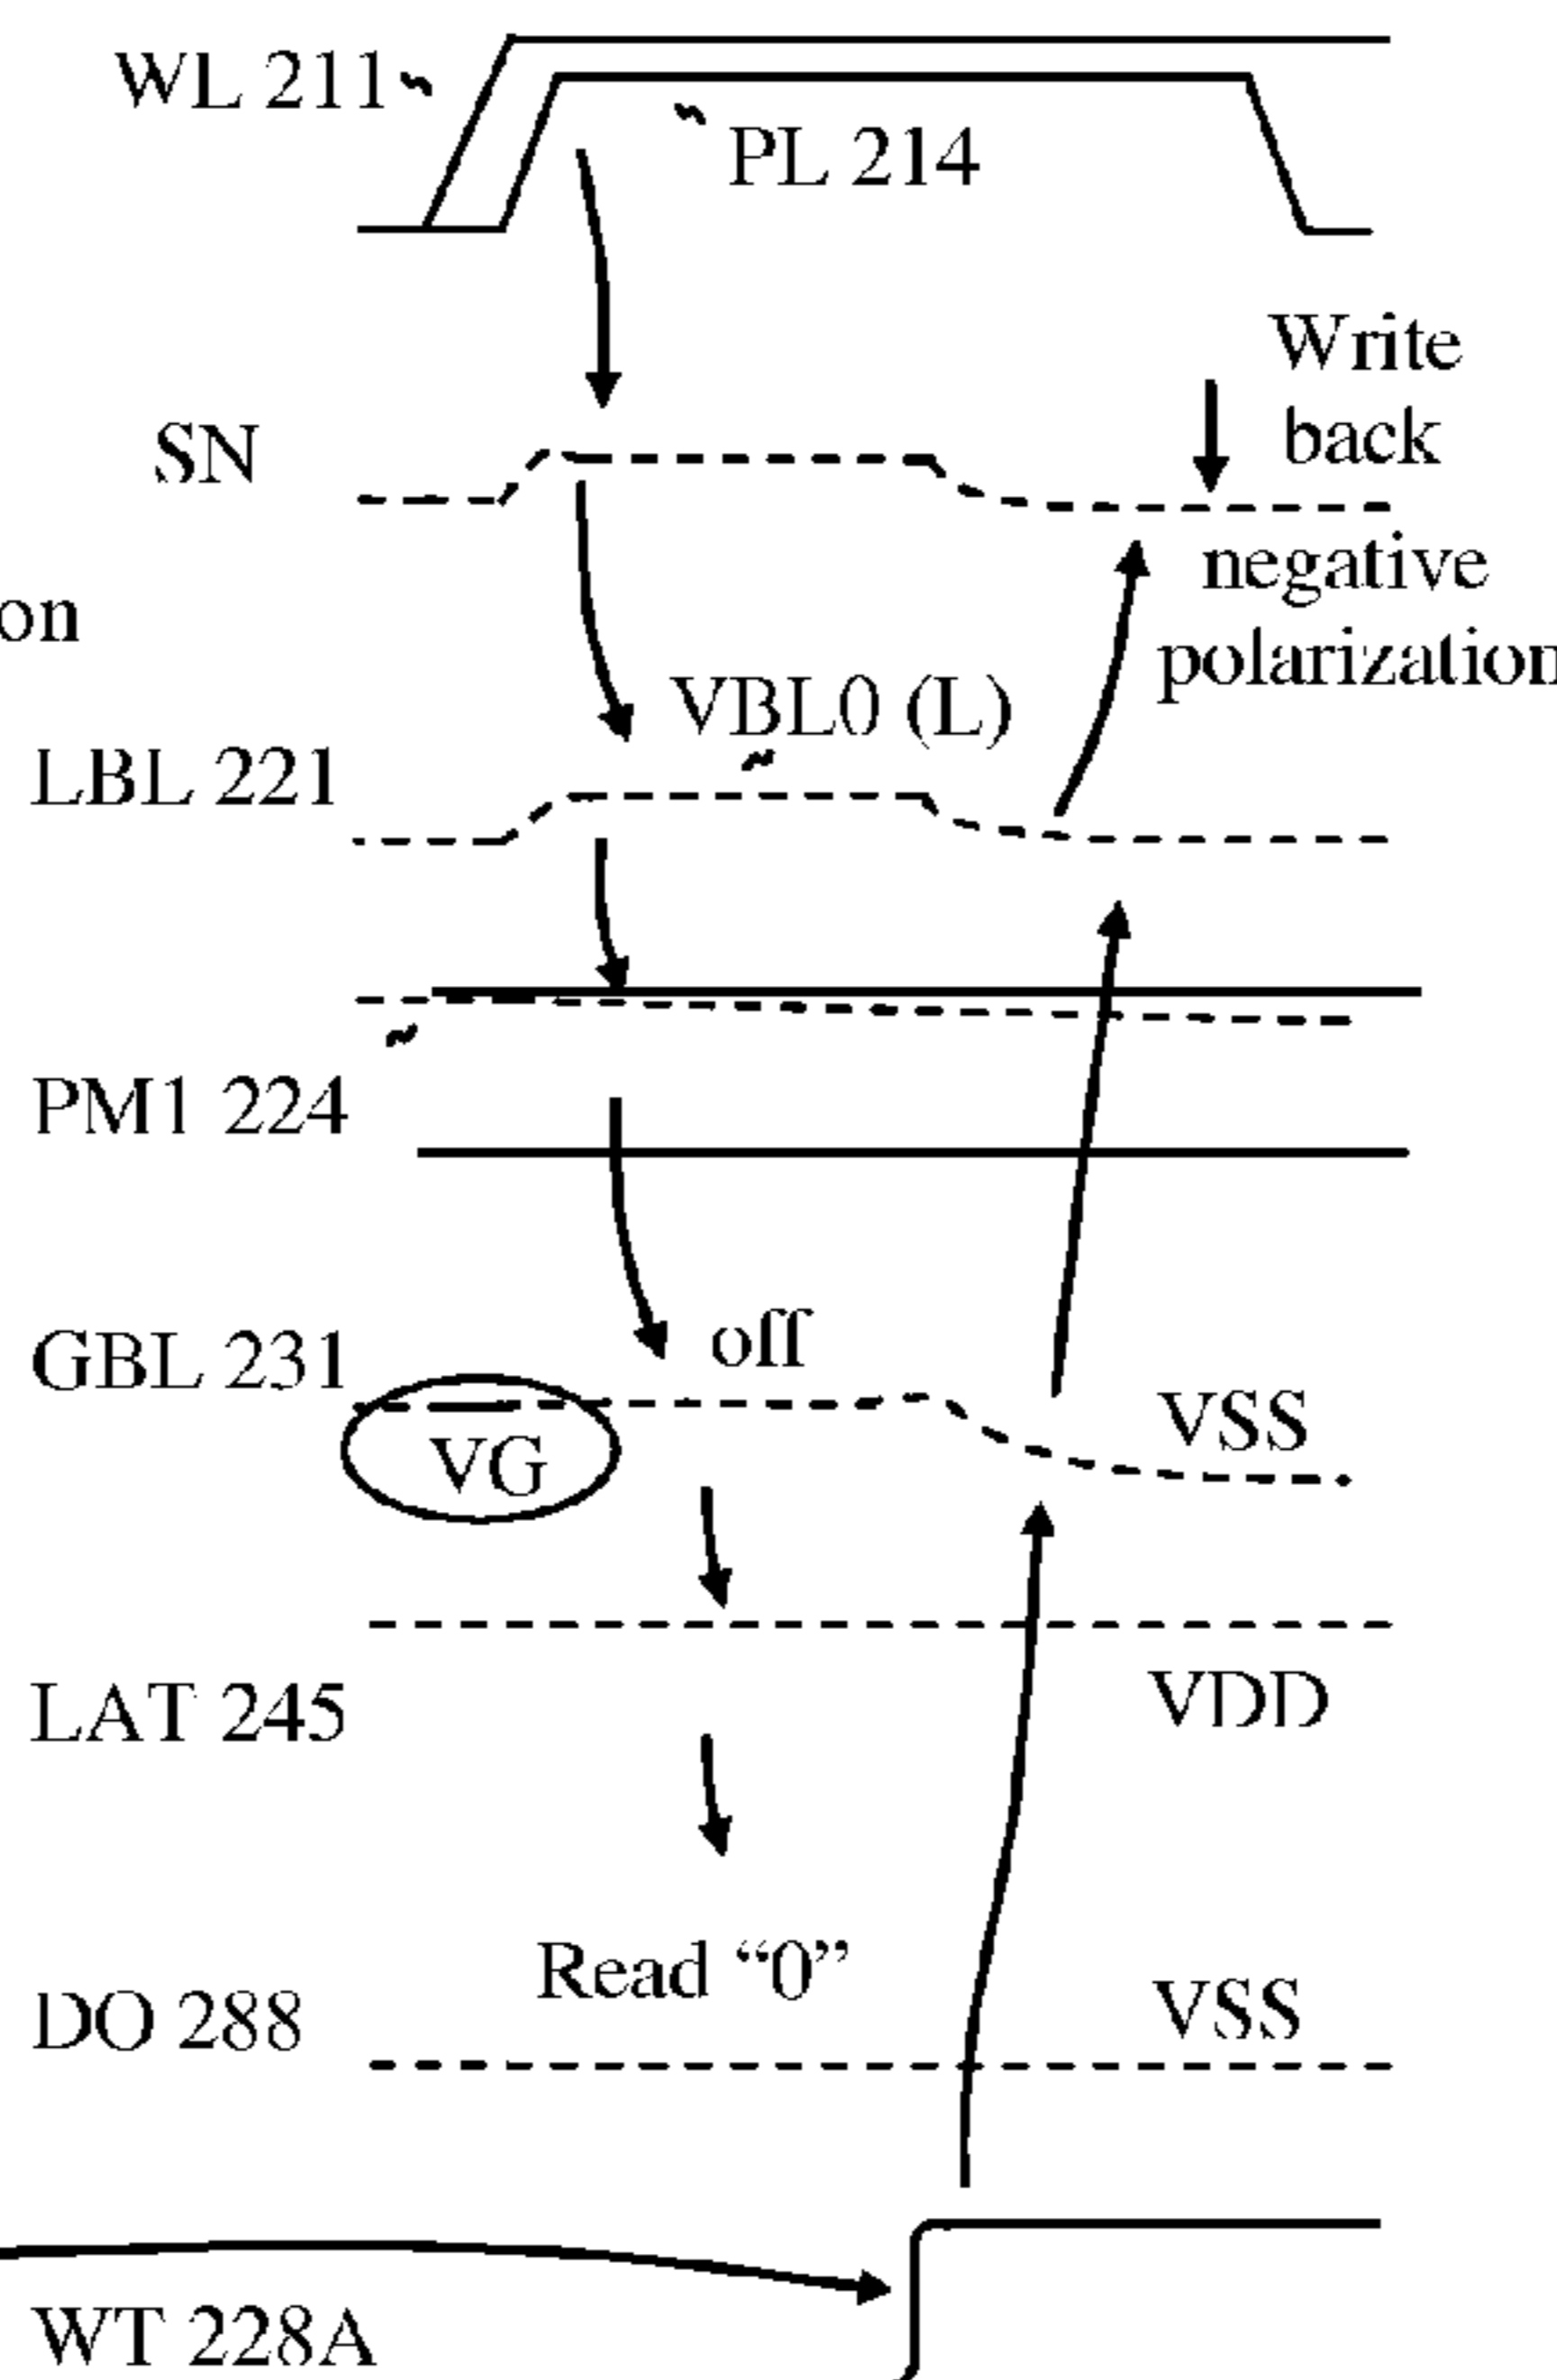 WL 211
PL 214
Write
back
SN
negative
polarization
on
VBL0 (L)
LBL 221
PM1 224
off
GBL 231
VSS
VG
LAT 245
VDD
Read “0”
DO 288
VSS
WT 228A